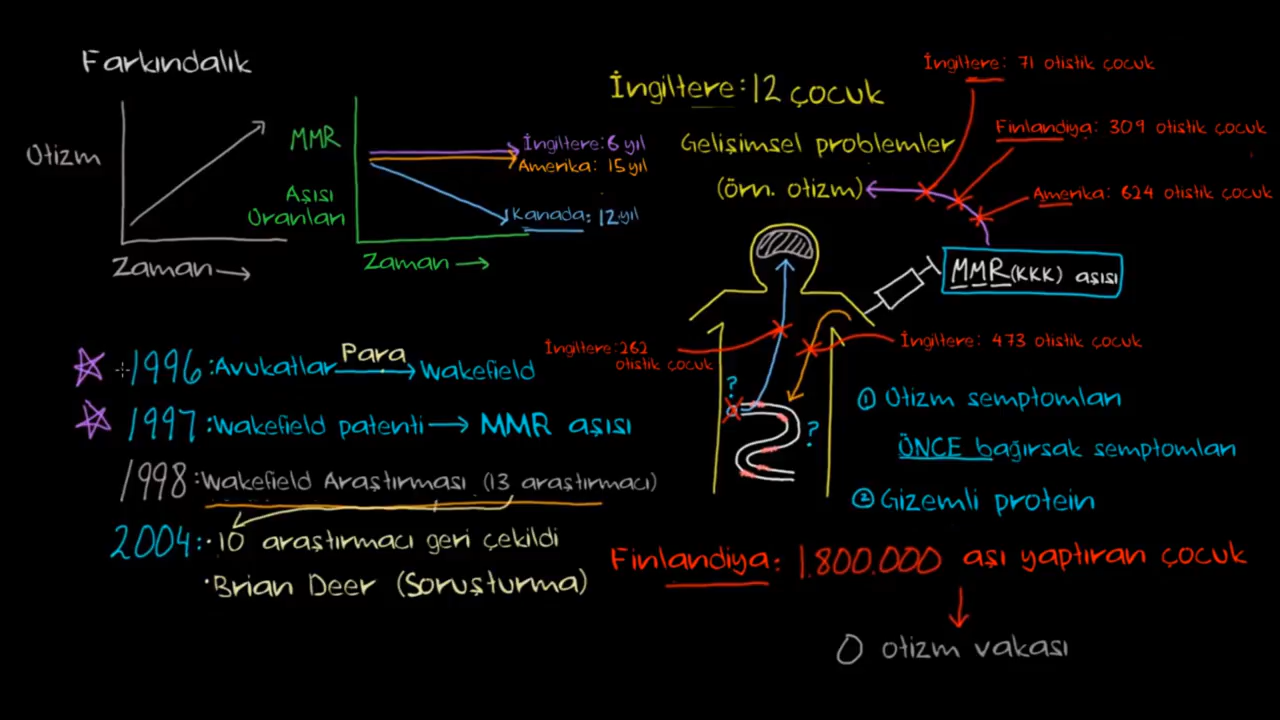 Farkındalık
Otizm
Zaman
MMR
Aşısı
Oranları
Zaman
İngiltere: 6 yıl
Amerika: 15 yıl
Kanada: 12 yıl
İngiltere: 12 çocuk
Gelişimsel problemler
(örn. otizm)
İngiltere: 71 otistik çocuk
Finlandiya: 309 otistik çocuk
Amerika: 624 otistik çocuk
MMR (KKK) aşısı
İngiltere: 262
otistik çocuk
İngiltere: 473 otistik çocuk
?
?
① Otizm semptomları
ÖNCE bağırsak semptomları
② Gizemli protein
1996: Avukatlar Para → Wakefield
1997: Wakefield patenti → MMR aşısı
1998: Wakefield Araştırması (13 araştırmacı)
2004: • 10 araştırmacı geri çekildi
• Brian Deer (Soruşturma)
Finlandiya: 1.800.000 aşı yaptıran çocuk
0 otizm vakası